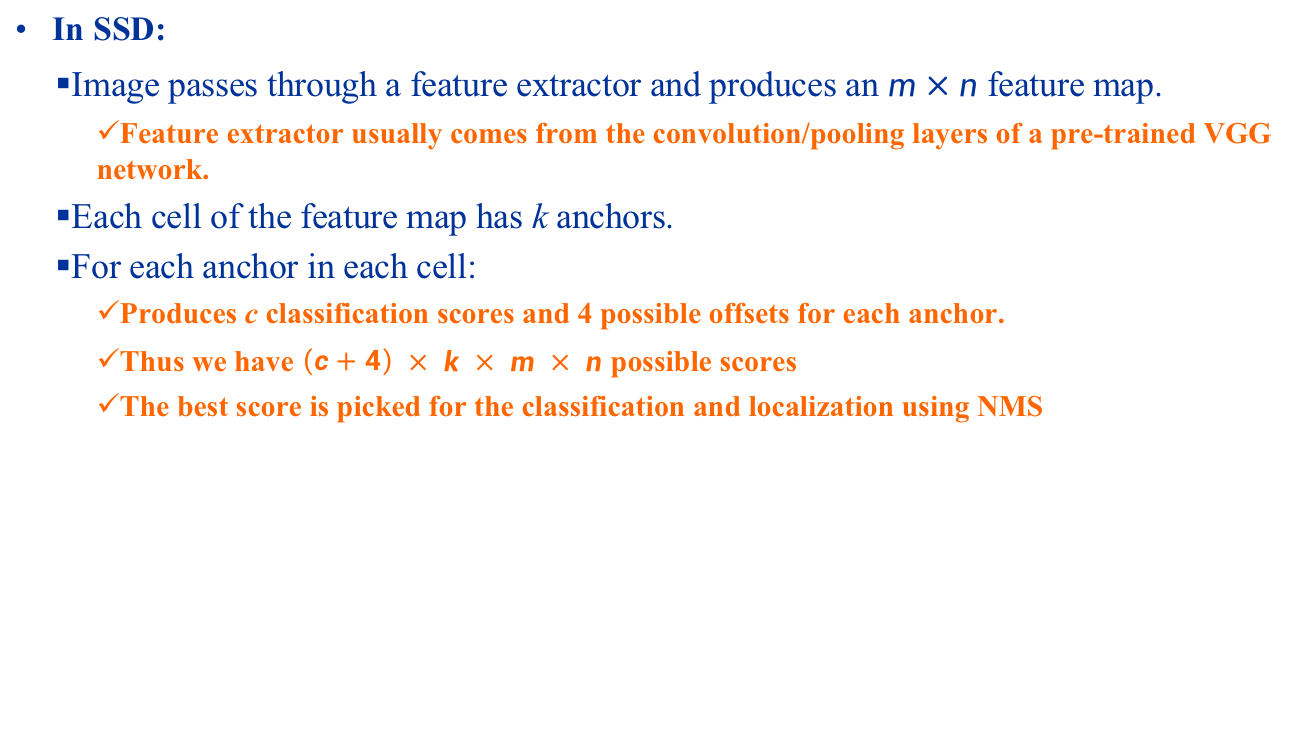 • In SSD:
▪Image passes through a feature extractor and produces an m × n feature map.
✓Feature extractor usually comes from the convolution/pooling layers of a pre-trained VGG
network.
▪Each cell of the feature map has k anchors.
▪For each anchor in each cell:
✓Produces c classification scores and 4 possible offsets for each anchor.
✓Thus we have (c + 4) × k × m × n possible scores
✓The best score is picked for the classification and localization using NMS